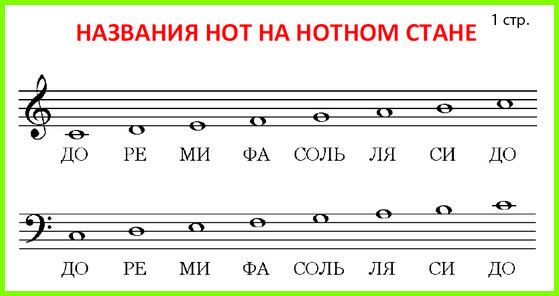 1 стр.
НАЗВАНИЯ НОТ НА НОТНОМ СТАНЕ
ДО РЕ МИ ФА СОЛЬ ЛЯ СИ ДО
ДО РЕ МИ ФА СОЛЬ ЛЯ СИ ДО